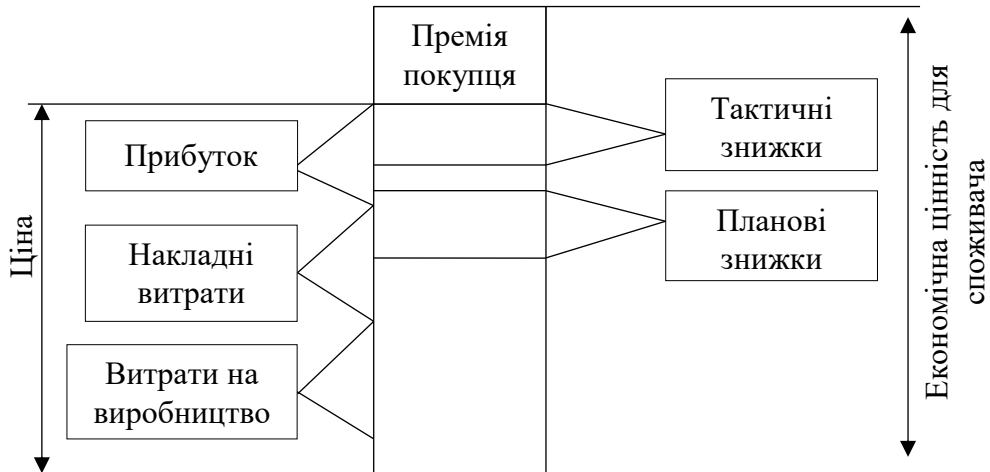 Премія
покупця
Тактичні
знижки
Прибуток
Планові
знижки
Накладні
витрати
Витрати на
виробництво
Ціна
Економічна цінність для
споживача